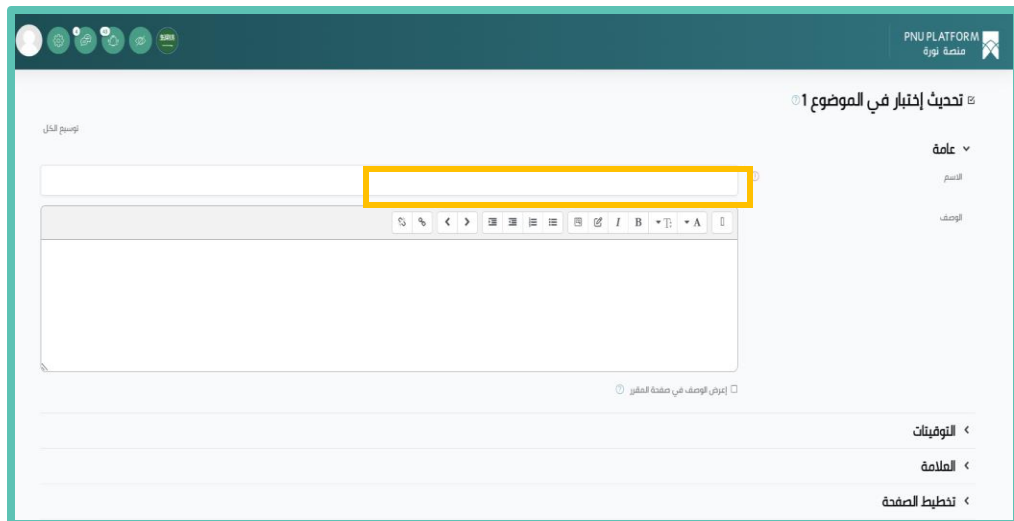 PNU PLATFORM
منصة نورة
تحديث إختبار في الموضوع 1
توسيع الكل
عامة
الاسم
الوصف
B I
A
إعرض الوصف في صفحة المقرر
التوقيتات
العلامة
تخطيط الصفحة